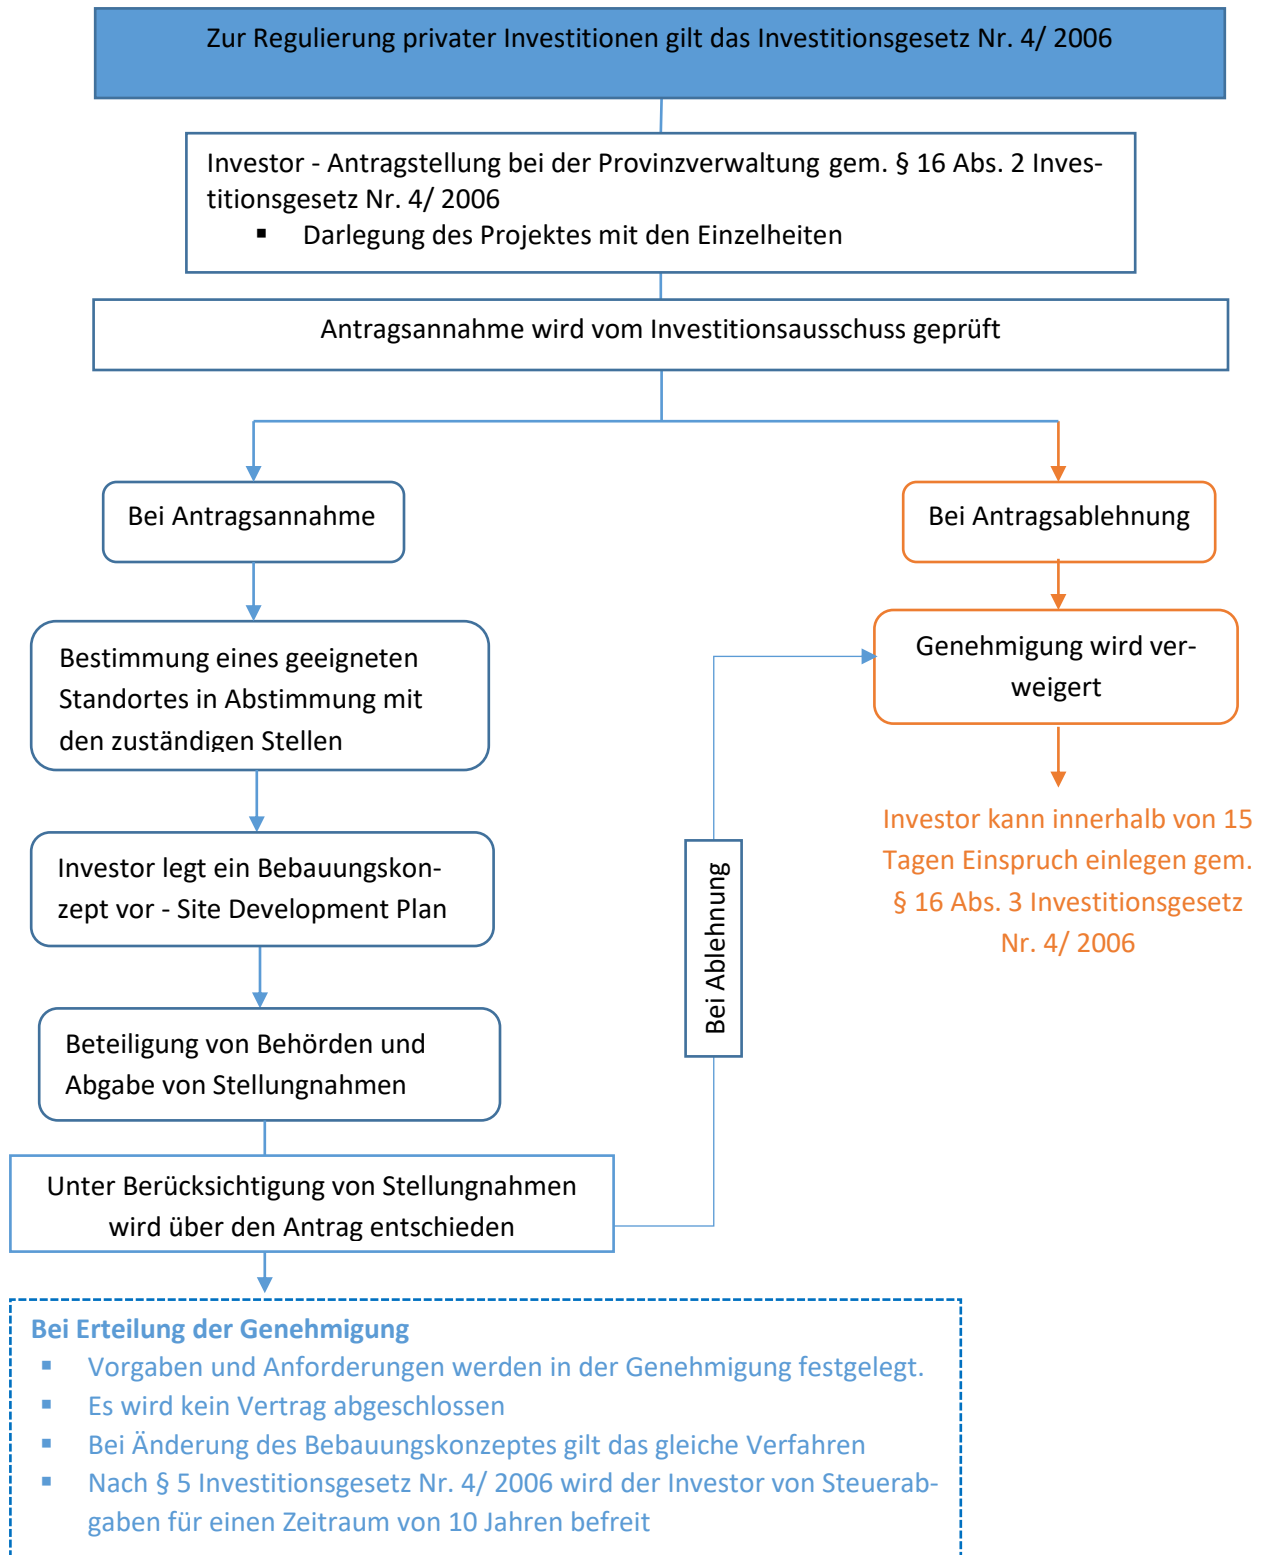 Zur Regulierung privater Investitionen gilt das Investitionsgesetz Nr. 4/ 2006
Investor - Antragstellung bei der Provinzverwaltung gem. § 16 Abs. 2 Inves-
titionsgesetz Nr. 4/ 2006
▪ Darlegung des Projektes mit den Einzelheiten
Antragsannahme wird vom Investitionsausschuss geprüft
Bei Antragsannahme
Bei Antragsablehnung
Bestimmung eines geeigneten
Standortes in Abstimmung mit
den zuständigen Stellen
Genehmigung wird ver-
weigert
Investor legt ein Bebauungskon-
zept vor - Site Development Plan
Investor kann innerhalb von 15
Tagen Einspruch einlegen gem.
§ 16 Abs. 3 Investitionsgesetz
Nr. 4/ 2006
Bei Ablehnung
Beteiligung von Behörden und
Abgabe von Stellungnahmen
Unter Berücksichtigung von Stellungnahmen
wird über den Antrag entschieden
Bei Erteilung der Genehmigung
▪ Vorgaben und Anforderungen werden in der Genehmigung festgelegt.
▪ Es wird kein Vertrag abgeschlossen
▪ Bei Änderung des Bebauungskonzeptes gilt das gleiche Verfahren
▪ Nach § 5 Investitionsgesetz Nr. 4/ 2006 wird der Investor von Steuerab-
gaben für einen Zeitraum von 10 Jahren befreit